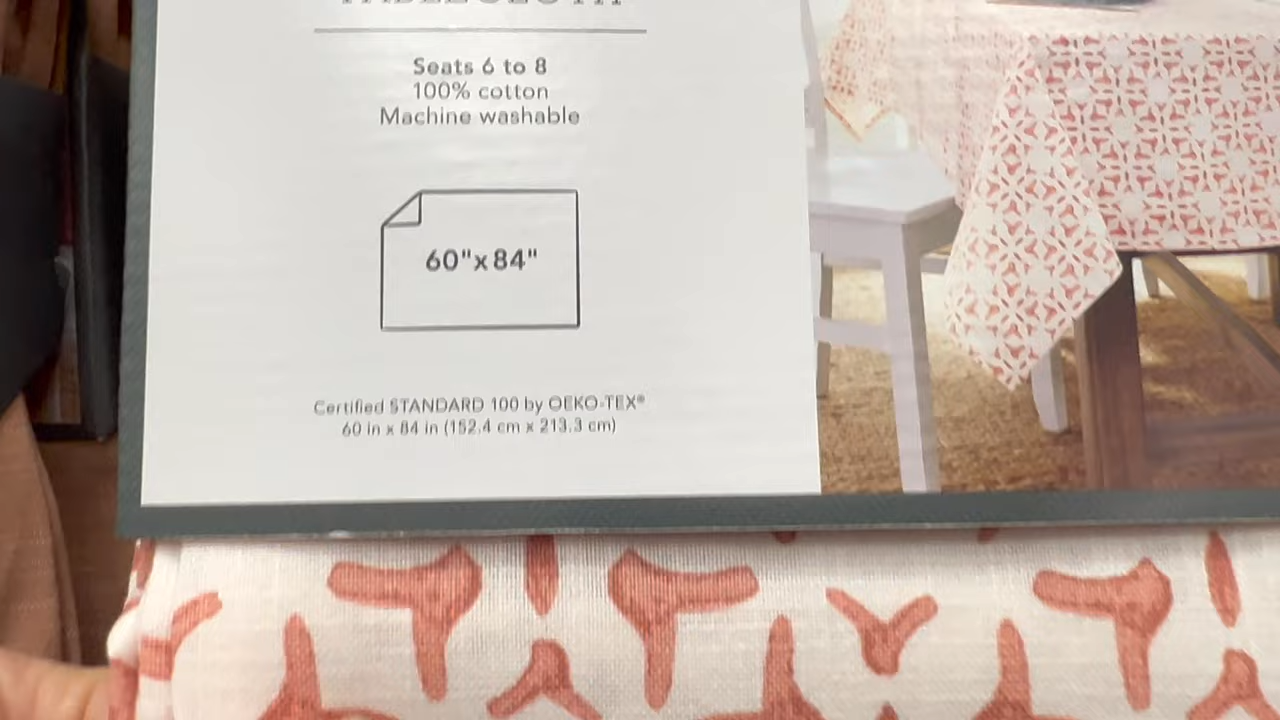 TABLECLOTH
Seats 6 to 8
100% cotton
Machine washable
60"x84"
Certified STANDARD 100 by OEKO-TEX®
60 in x 84 in (152.4 cm x 213.3 cm)